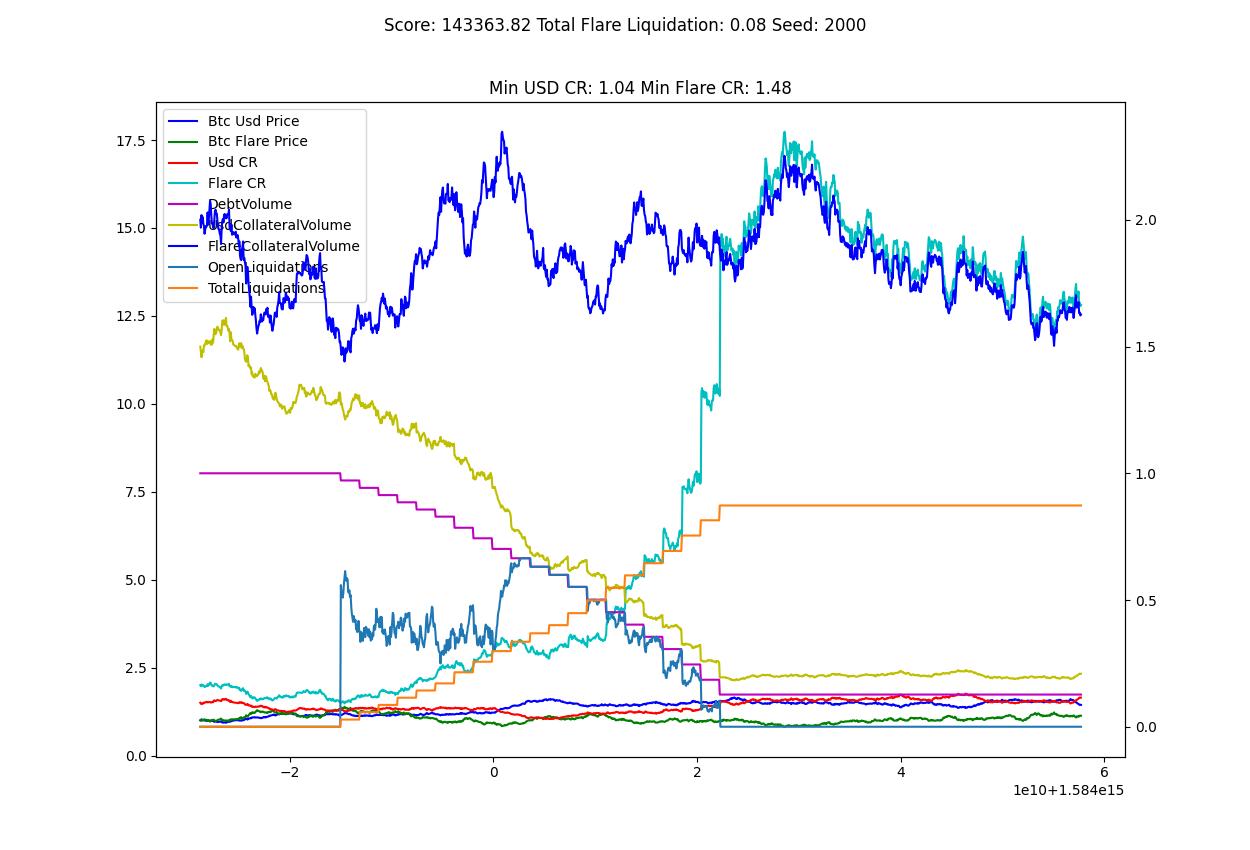 Score: 143363.82 Total Flare Liquidation: 0.08 Seed: 2000
Min USD CR: 1.04 Min Flare CR: 1.48
Btc Usd Price
Btc Flare Price
Usd CR
Flare CR
DebtVolume
UsdCollateralVolume
FlareCollateralVolume
OpenLiquidations
TotalLiquidations
17.5
15.0
12.5
10.0
7.5
5.0
2.5
0.0
2.0
1.5
1.0
0.5
0.0
−2
0
2
4
6
1e10+1.584e15